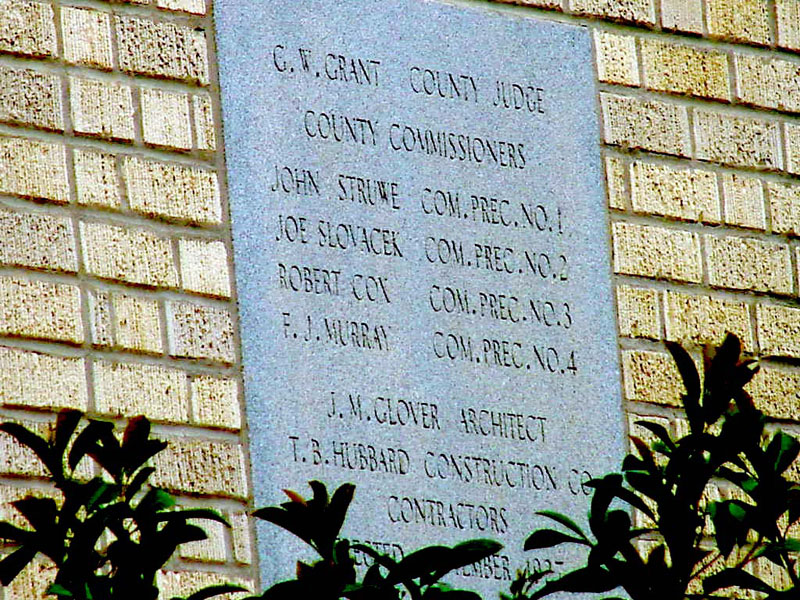 G.W.GRANT COUNTY JUDGE
COUNTY COMMISSIONERS
JOHN STRUWE COM.PREC.NO.1
JOE SLOVACEK COM.PREC.NO.2
ROBERT COX COM.PREC.NO.3
F.J.MURRAY COM.PREC.NO.4
J.M.GLOVER ARCHITECT
T.B.HUBBARD CONSTRUCTION CO
CONTRACTORS